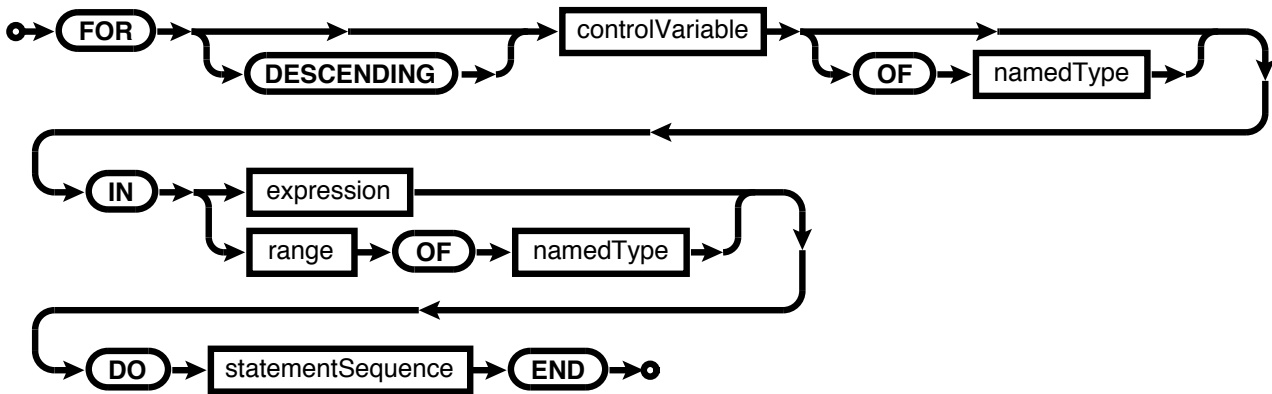 FOR controlVariable
DESCENDING OF namedType
IN expression
range OF namedType
DO statementSequence END